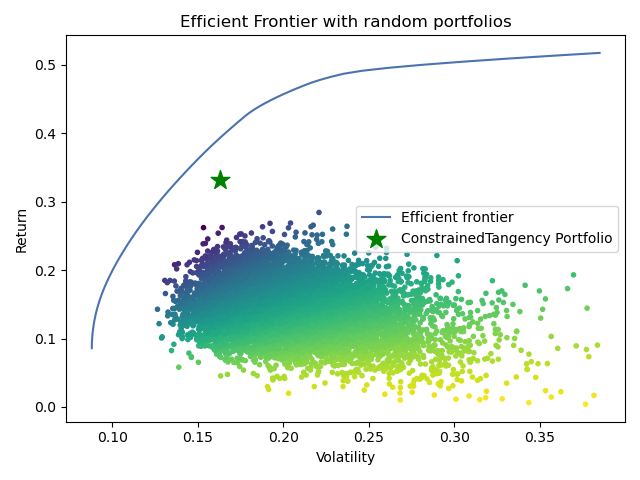 Efficient Frontier with random portfolios
Return
0.5
0.4
0.3
0.2
0.1
0.0
Efficient frontier
ConstrainedTangency Portfolio
0.10 0.15 0.20 0.25 0.30 0.35
Volatility